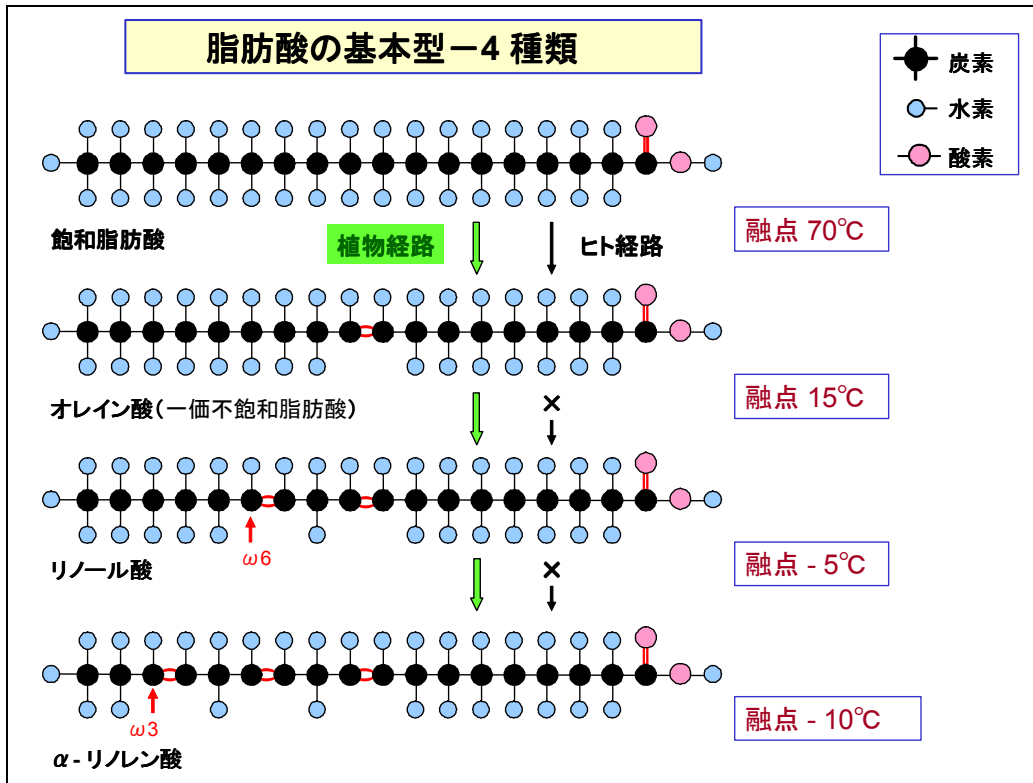 脂肪酸の基本型－4 種類
炭素
水素
酸素
飽和脂肪酸
植物経路
ヒト経路
融点 70℃
オレイン酸（一価不飽和脂肪酸）
×
融点 15℃
ω6
リノール酸
×
融点 - 5℃
ω3
α - リノレン酸
融点 - 10℃